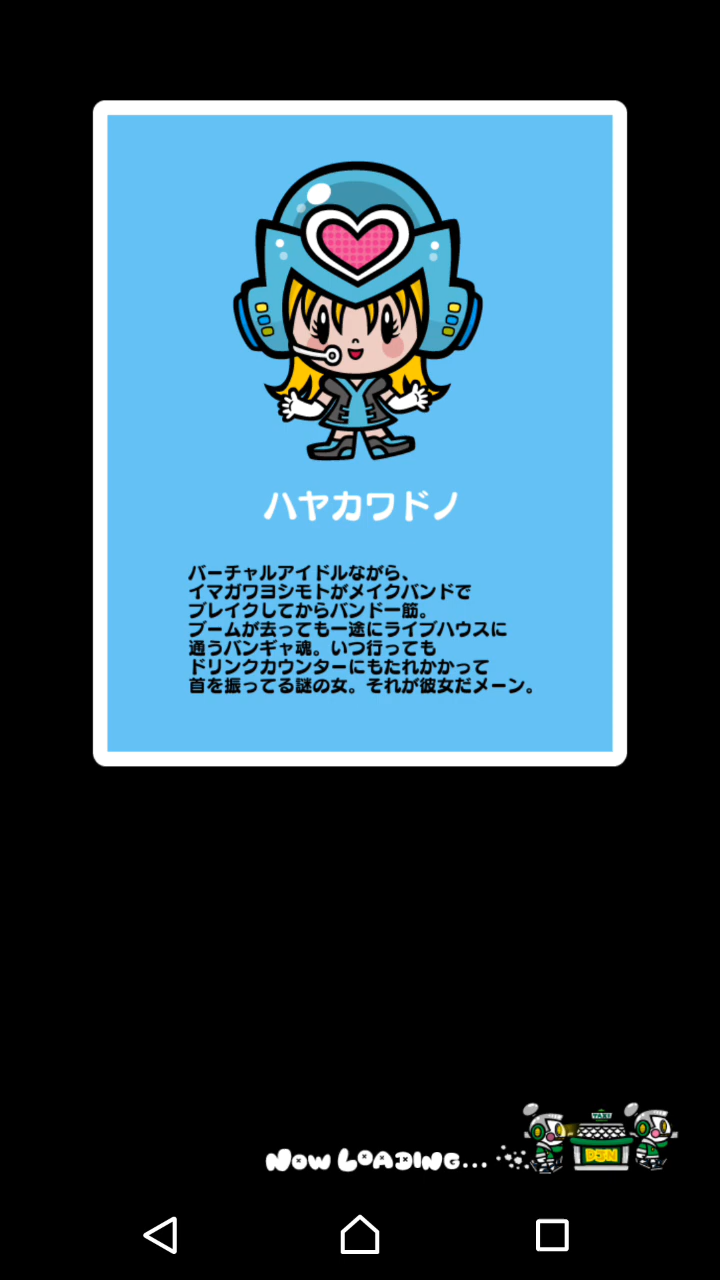 ハヤカワドノ
バーチャルアイドルながら、
イマガワヨシモトがメイクバンドで
ブレイクしてからバンド一筋。
ブームが去っても一途にライブハウスに
通うバンギャ魂。いつ行っても
ドリンクカウンターにもたれかかって
首を振ってる謎の女。それが彼女だメーン。
Now Loading...
DJN